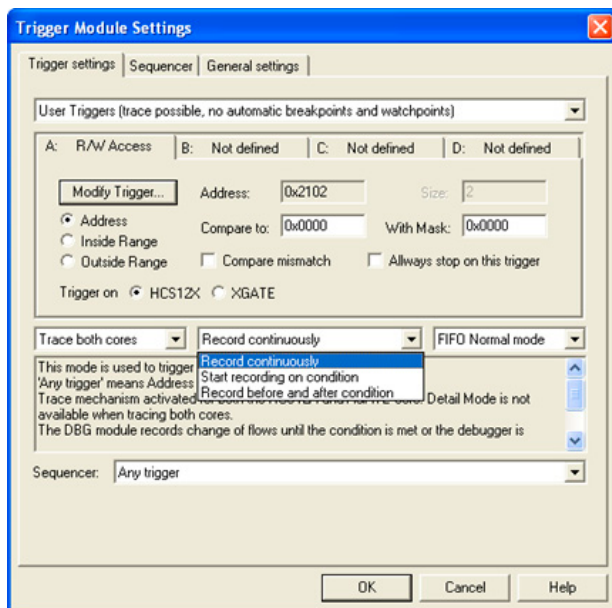 Trigger Module Settings
Trigger settings Sequencer General settings
User Triggers (trace possible, no automatic breakpoints and watchpoints)
A: R/W Access B: Not defined C: Not defined D: Not defined
Modify Trigger... Address: 0x2102 Size: 2
Address Compare to: 0x0000 With Mask: 0x0000
Inside Range
Outside Range Compare mismatch Allways stop on this trigger
Trigger on HCS12X XGATE
Trace both cores Record continuously FIFO Normal mode
Record continuously
Start recording on condition
Record before and after condition
This mode is used to trigger
'Any trigger' means Address
Trace mechanism activated Core. Detail Mode is not
available when tracing both cores.
The DBG module records change of flows until the condition is met or the debugger is
Sequencer: Any trigger
OK Cancel Help